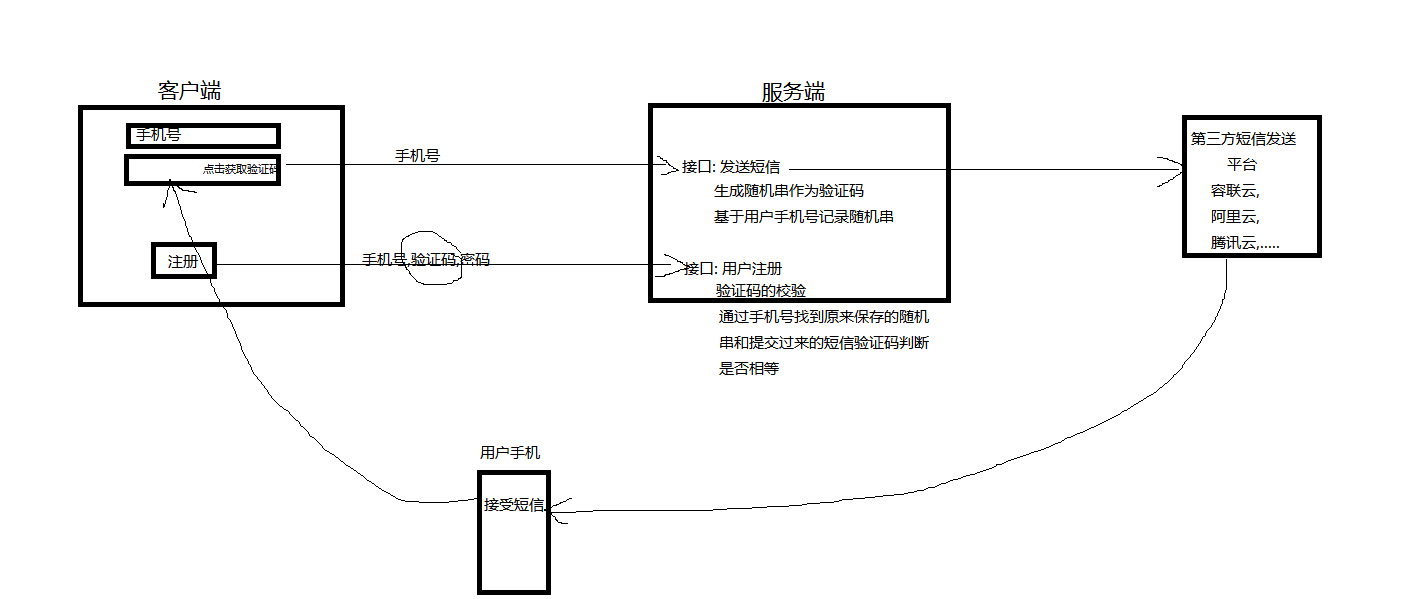 客户端
手机号
点击获取验证码
注册
手机号
手机号,验证码,密码
服务端
接口: 发送短信
生成随机串作为验证码
基于用户手机号记录随机串
接口: 用户注册
验证码的校验
通过手机号找到原来保存的随机
串和提交过来的短信验证码判断
是否相等
第三方短信发送
平台
容联云,
阿里云,
腾讯云,.....
用户手机
接受短信.